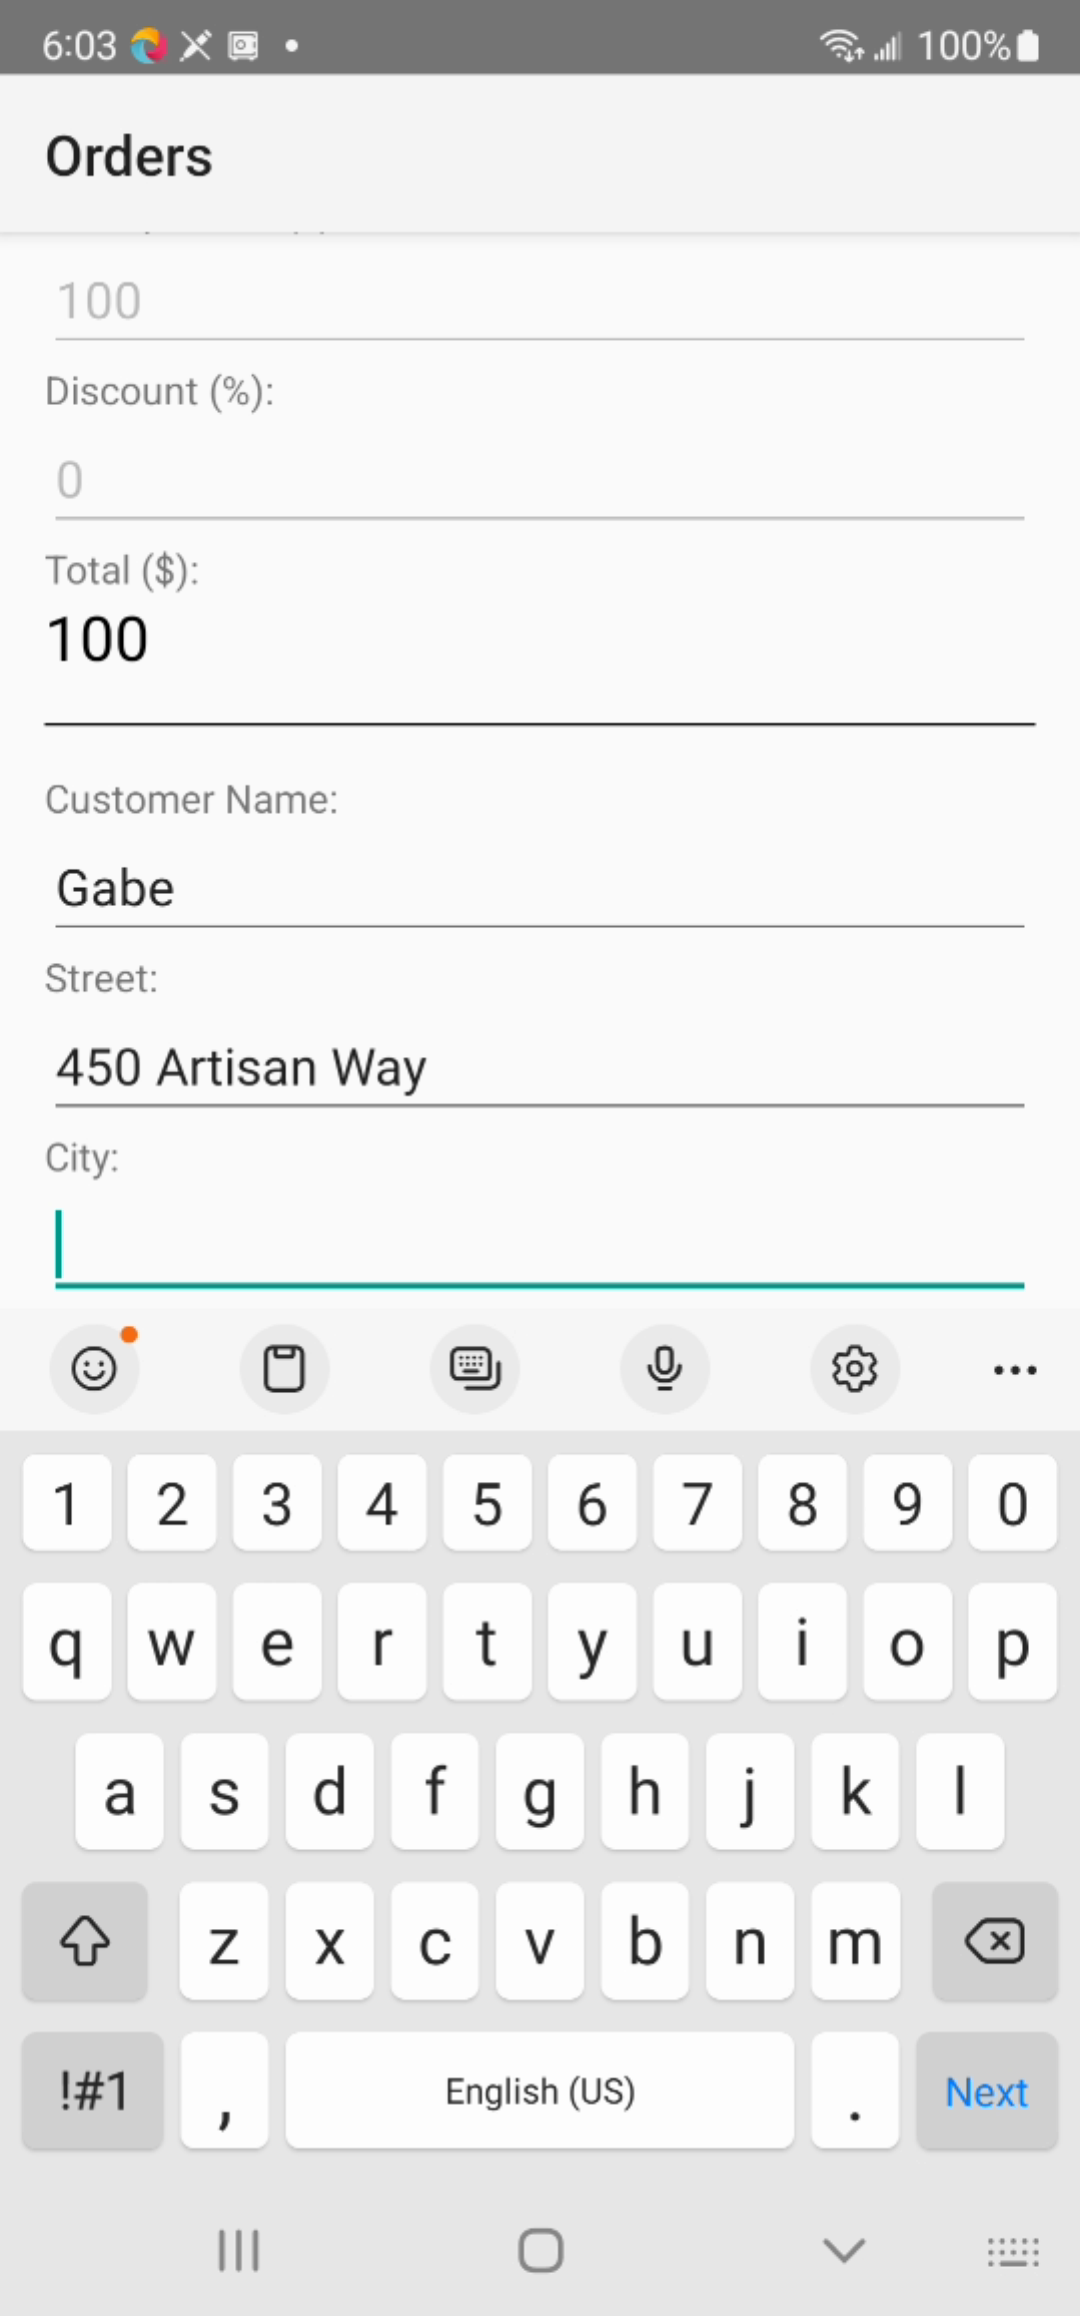 6:03
100%
Orders
100
Discount (%):
0
Total ($):
100
Customer Name:
Gabe
Street:
450 Artisan Way
City:
1 2 3 4 5 6 7 8 9 0
q w e r t y u i o p
a s d f g h j k l
z x c v b n m
!#1 , English (US) . Next